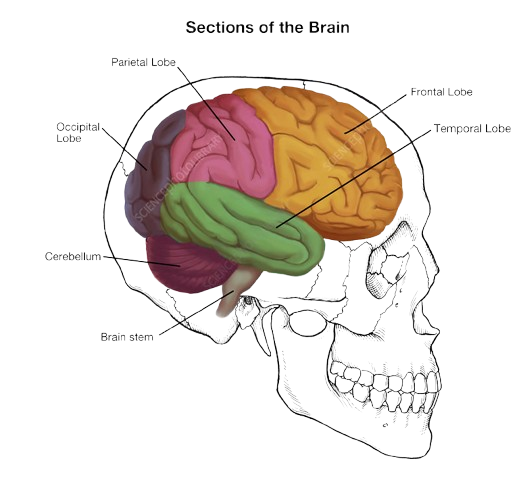 Sections of the Brain
Parietal Lobe
Frontal Lobe
Occipital
Lobe
Temporal Lobe
Cerebellum
Brain stem